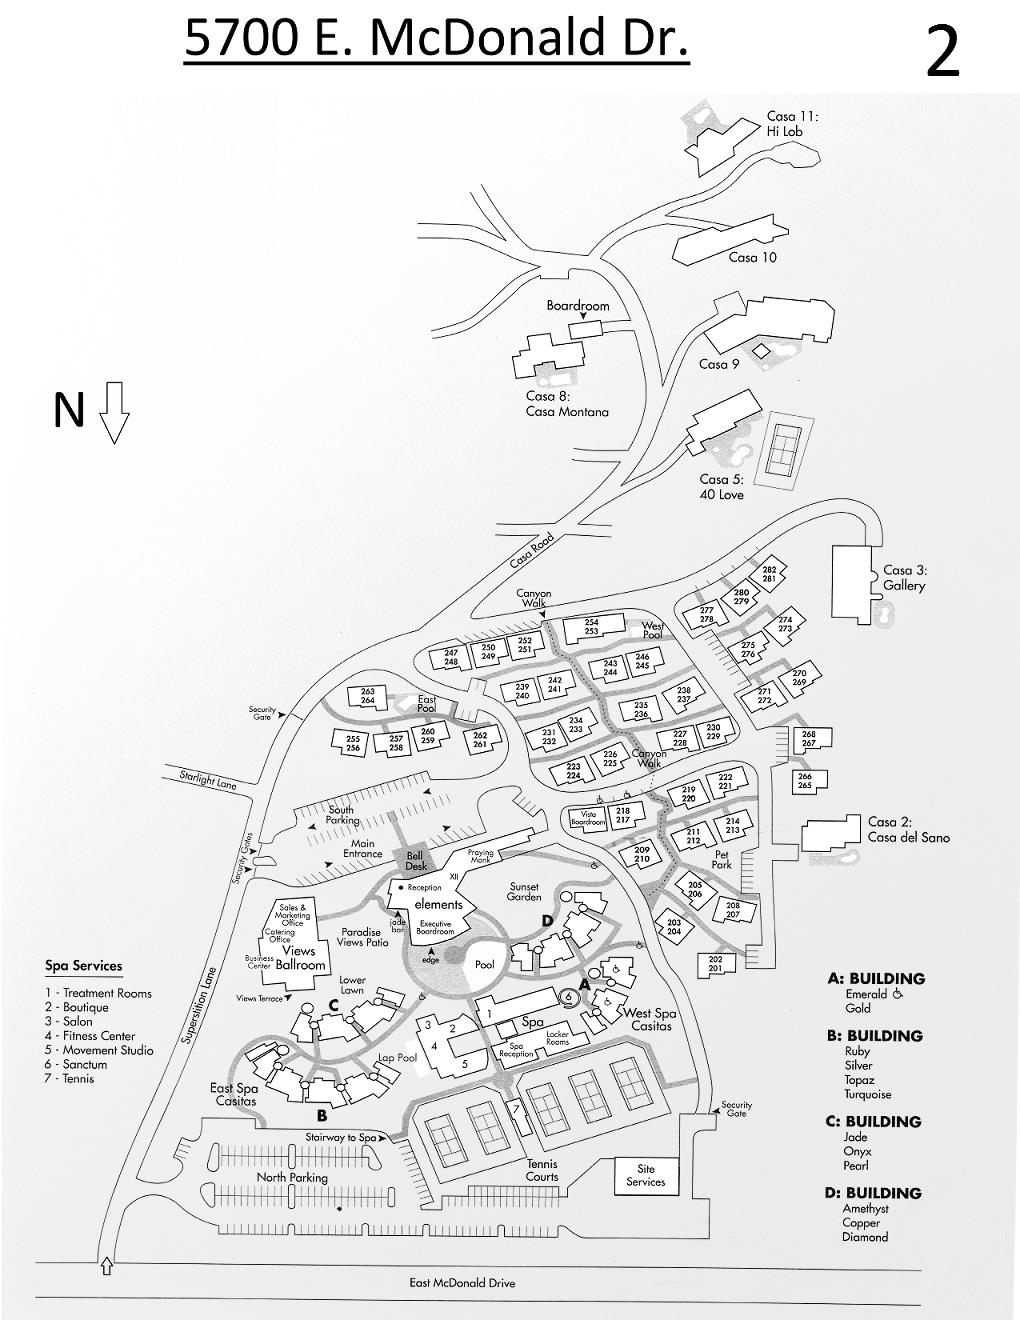 5700 E. McDonald Dr.
2
Casa 11:
Hi Lob
Casa 10
Boardroom
Casa 9
Casa 8:
Casa Montana
N
Casa 5:
40 Love
Casa Road
Casa 3:
Gallery
Canyon
Walk
282
281
280
279
277
278
274
273
275
276
270
269
271
272
254
253
West
Pool
252
251
250
249
247
248
246
245
243
244
242
241
239
240
238
237
235
236
234
233
231
232
230
229
227
228
226
225
223
224
Canyon
Walk
263
264
East
Pool
255
256
257
258
260
259
262
261
Security
Gate
268
267
266
265
Starlight Lane
222
221
219
220
218
217
Vista
Boardroom
214
213
211
212
209
210
Pet
Park
205
206
208
207
203
204
202
201
Casa 2:
Casa del Sano
South
Parking
Main
Entrance
Security Gates
Bell
Desk
Praying
Monk
XII
Reception
elements
Executive
Boardroom
jade
bar
edge
Sunset
Garden
Pool
Sales &
Marketing
Office
Catering
Office
Business
Center
Views
Ballroom
Paradise
Views Patio
Views Terrace
Lower
Lawn
Superstition Lane
D
A
C
B
West Spa
Casitas
East Spa
Casitas
Lap Pool
1
2
3
4
5
6
7
Spa
Spa
Reception
Locker
Rooms
Spa Services
1 - Treatment Rooms
2 - Boutique
3 - Salon
4 - Fitness Center
5 - Movement Studio
6 - Sanctum
7 - Tennis
A: BUILDING
Emerald
Gold
B: BUILDING
Ruby
Silver
Topaz
Turquoise
C: BUILDING
Jade
Onyx
Pearl
D: BUILDING
Amethyst
Copper
Diamond
Security
Gate
Stairway to Spa
North Parking
Tennis
Courts
Site
Services
East McDonald Drive